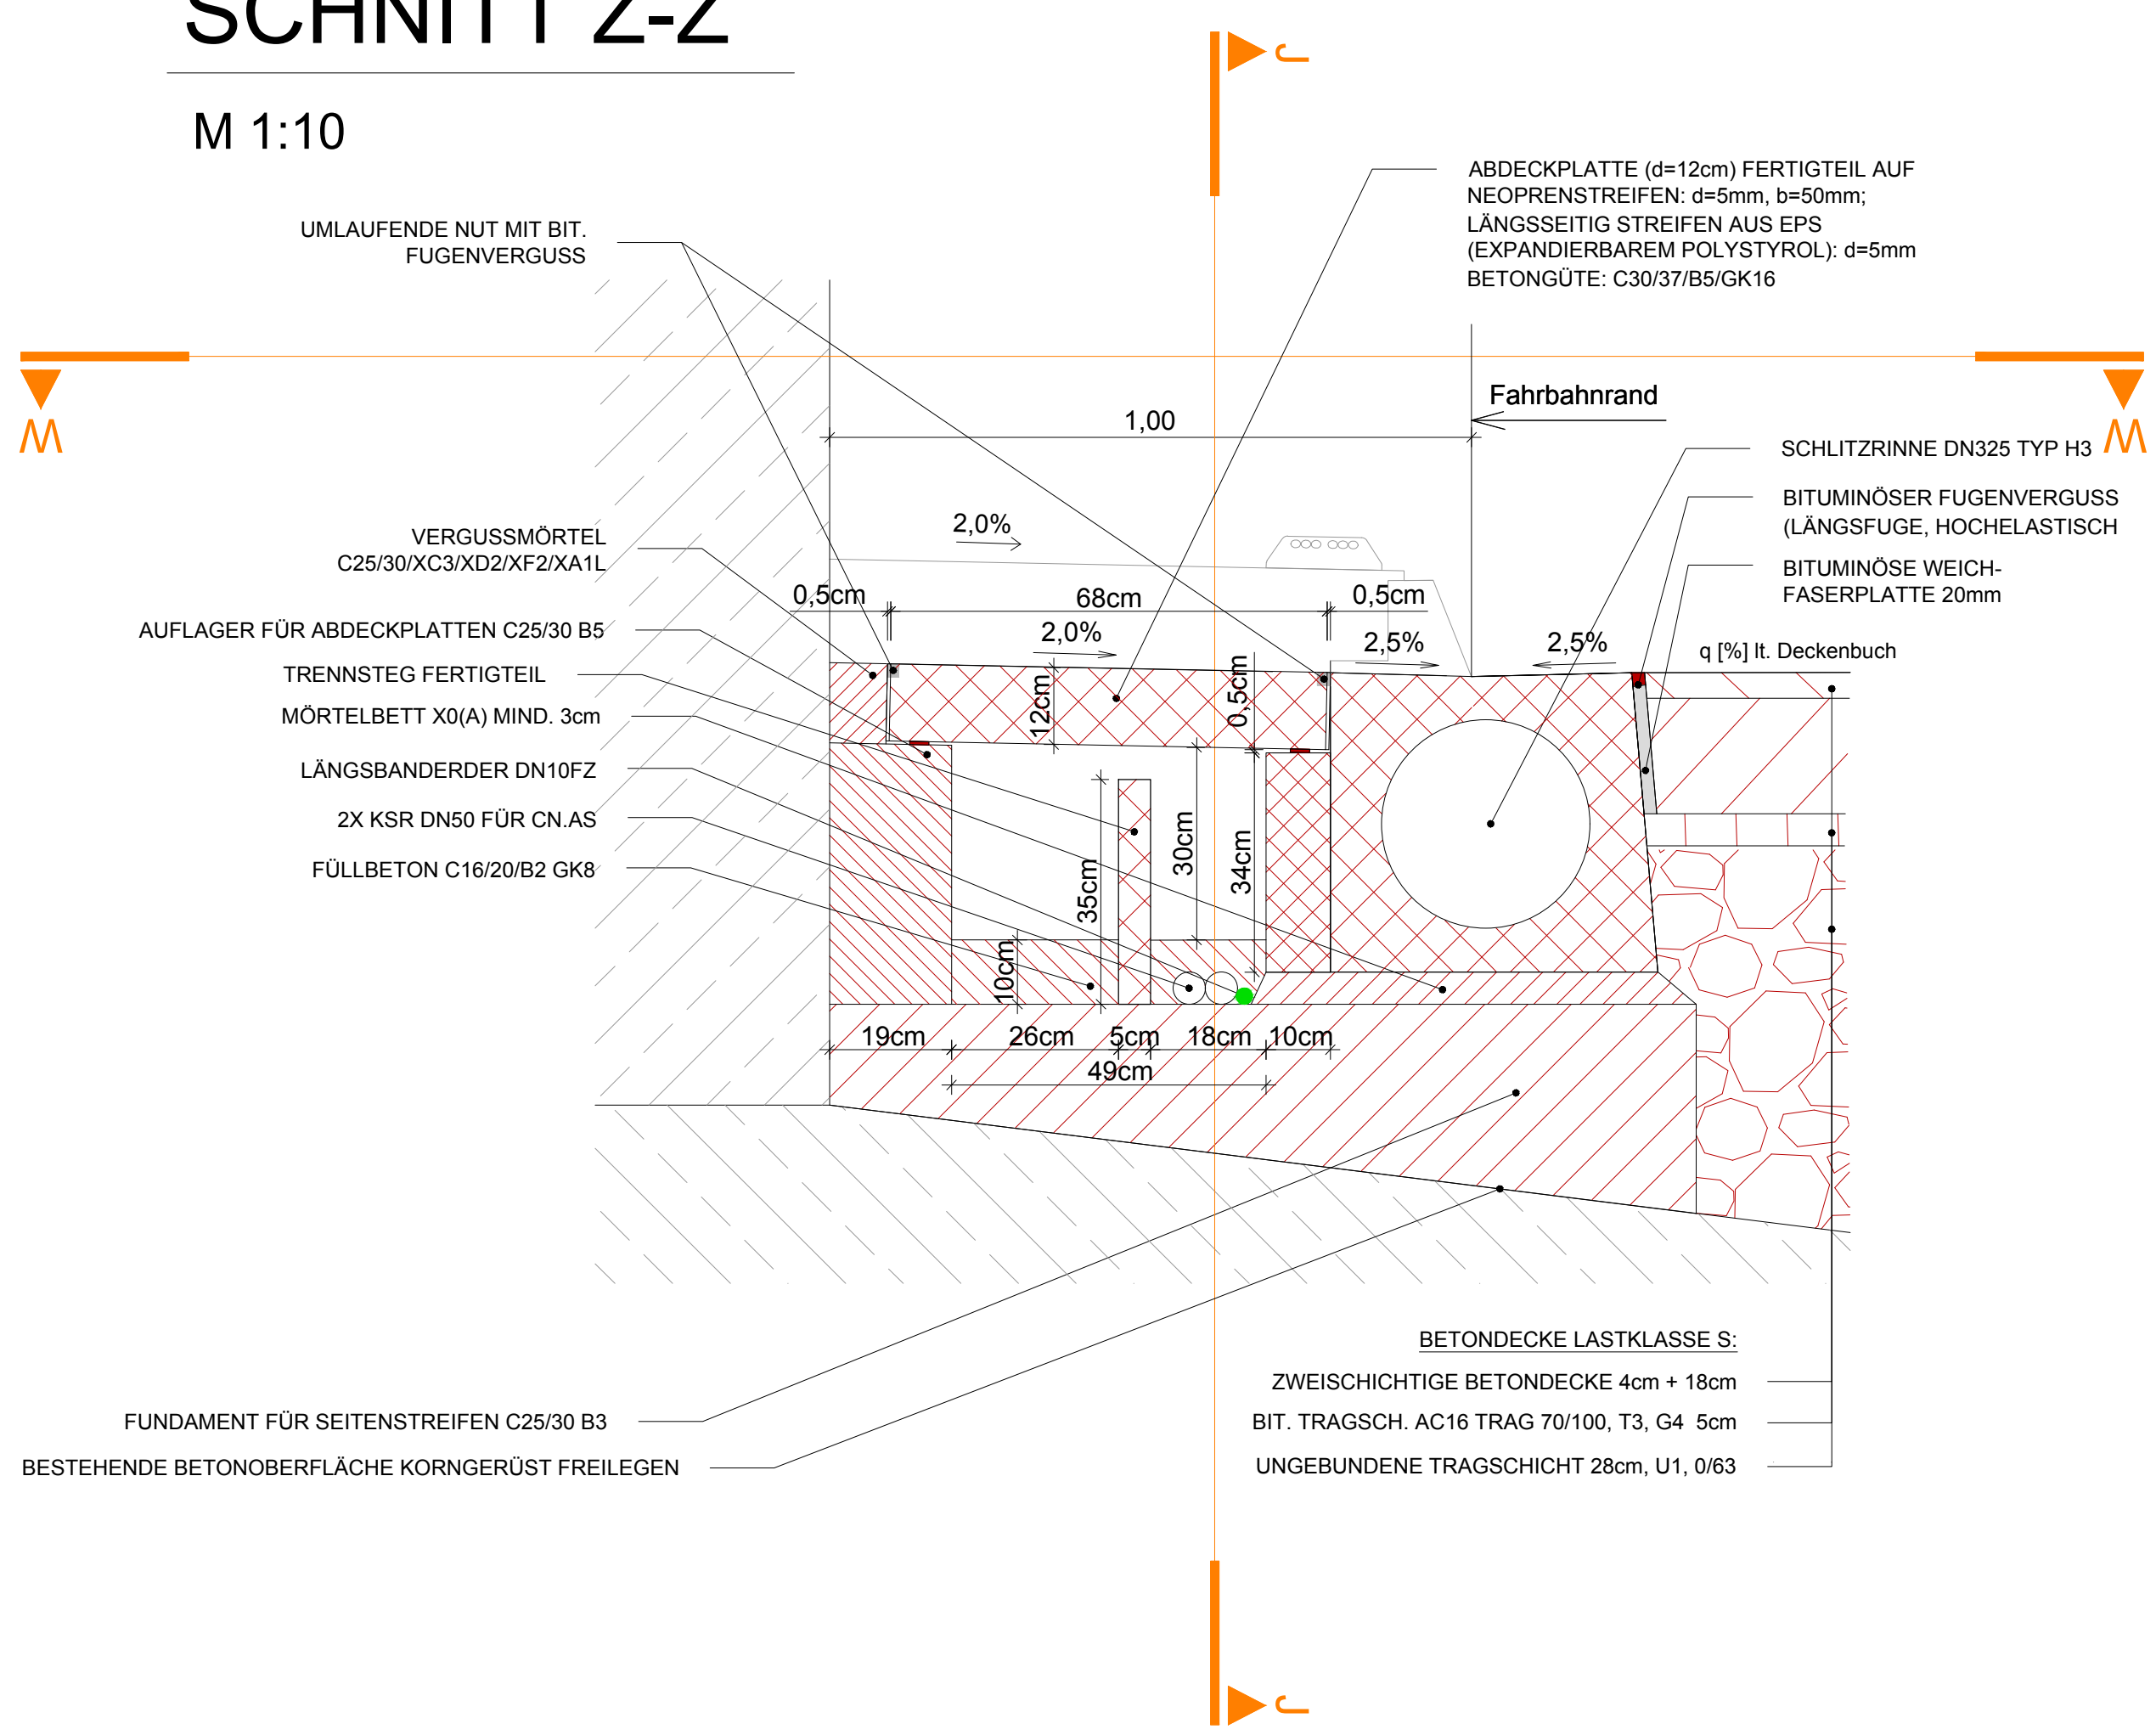 SCHNITT Z-Z
M 1:10
J
ABDECKPLATTE (d=12cm) FERTIGTEIL AUF
NEOPRENSTREIFEN: d=5mm, b=50mm;
LÄNGSSEITIG STREIFEN AUS EPS
(EXPANDIERBAREM POLYSTYROL): d=5mm
BETONGÜTE: C30/37/B5/GK16
UMLAUFENDE NUT MIT BIT.
FUGENVERGUSS
W
W
Fahrbahnrand
1,00
SCHLITZRINNE DN325 TYP H3
BITUMINÖSER FUGENVERGUSS
(LÄNGSFUGE, HOCHELASTISCH
BITUMINÖSE WEICH-
FASERPLATTE 20mm
2,0%
VERGUSSMÖRTEL
C25/30/XC3/XD2/XF2/XA1L
0,5cm
68cm
0,5cm
AUFLAGER FÜR ABDECKPLATTEN C25/30 B5
2,0%
2,5%
2,5%
q [%] lt. Deckenbuch
TRENNSTEG FERTIGTEIL
MÖRTELBETT X0(A) MIND. 3cm
12cm
0,5cm
LÄNGSBANDERDER DN10FZ
2X KSR DN50 FÜR CN.AS
FÜLLBETON C16/20/B2 GK8
35cm
30cm
34cm
10cm
19cm
26cm
5cm
18cm
10cm
49cm
BETONDECKE LASTKLASSE S:
ZWEISCHICHTIGE BETONDECKE 4cm + 18cm
BIT. TRAGSCH. AC16 TRAG 70/100, T3, G4 5cm
UNGEBUNDENE TRAGSCHICHT 28cm, U1, 0/63
FUNDAMENT FÜR SEITENSTREIFEN C25/30 B3
BESTEHENDE BETONOBERFLÄCHE KORNGERÜST FREILEGEN
J